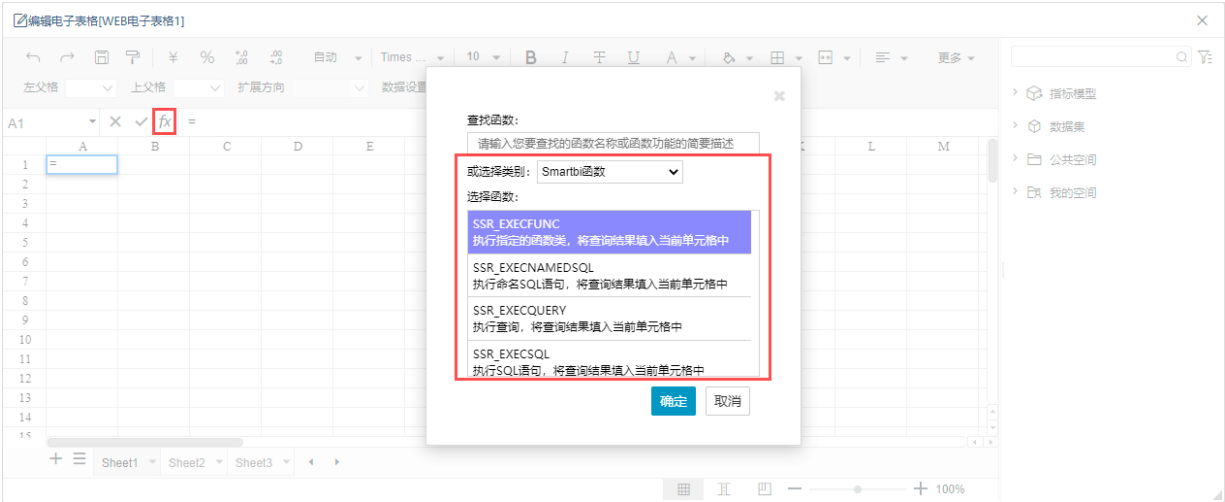 编辑电子表格[WEB电子表格1]
自动 Times ... 10 B I T U A 更多
左父格 上父格 扩展方向 数据设置
指标模型
数据集
公共空间
我的空间
A1 fx =
A B C D E L M
1 =
2
3
4
5
6
7
8
9
10
11
12
13
14
15
查找函数：
请输入您要查找的函数名称或函数功能的简要描述
或选择类别： Smartbi函数
选择函数：
SSR_EXECFUNC
执行指定的函数类，将查询结果填入当前单元格中
SSR_EXECNAMEDSQL
执行命名SQL语句，将查询结果填入当前单元格中
SSR_EXECQUERY
执行查询，将查询结果填入当前单元格中
SSR_EXECSQL
执行SQL语句，将查询结果填入当前单元格中
确定 取消
Sheet1 Sheet2 Sheet3
100%